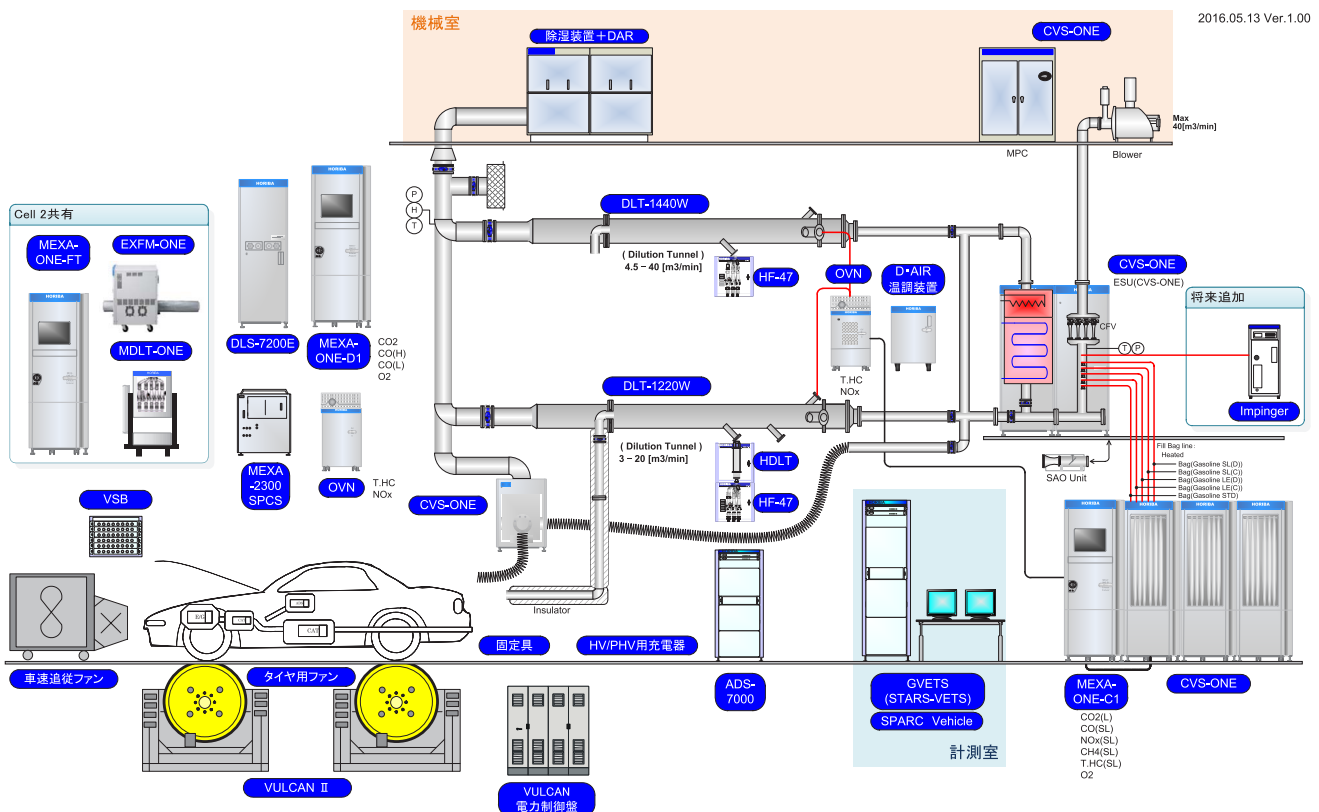 機械室
2016.05.13 Ver.1.00
除湿装置＋DAR
CVS-ONE
Max
40[m3/min]
MPC
Blower
Cell 2共有
MEXA-
ONE-FT
EXFM-ONE
MDLT-ONE
HORIBA
HORIBA
HORIBA
DLS-7200E
MEXA-
ONE-D1
CO2
CO(H)
CO(L)
O2
P
H
T
DLT-1440W
( Dilution Tunnel )
4.5－40 [m3/min]
HF-47
OVN
D･AIR
温調装置
T.HC
NOx
CVS-ONE
ESU(CVS-ONE)
CFV
T P
将来追加
Impinger
MEXA
-2300
SPCS
OVN
T.HC
NOx
DLT-1220W
( Dilution Tunnel )
3－20 [m3/min]
HDLT
HF-47
Fill Bag line:
Heated
Bag(Gasoline SL(D))
Bag(Gasoline SL(C))
Bag(Gasoline LE(D))
Bag(Gasoline LE(C))
Bag(Gasoline STD)
SAO Unit
VSB
CVS-ONE
Insulator
HORIBA
HORIBA
HORIBA
HORIBA
CAT
車速追従ファン
タイヤ用ファン
固定具
HV/PHV用充電器
ADS-
7000
GVETS
(STARS-VETS)
SPARC Vehicle
計測室
MEXA-
ONE-C1
CVS-ONE
CO2(L)
CO(SL)
NOx(SL)
CH4(SL)
T.HC(SL)
O2
VULCAN Ⅱ
VULCAN
電力制御盤